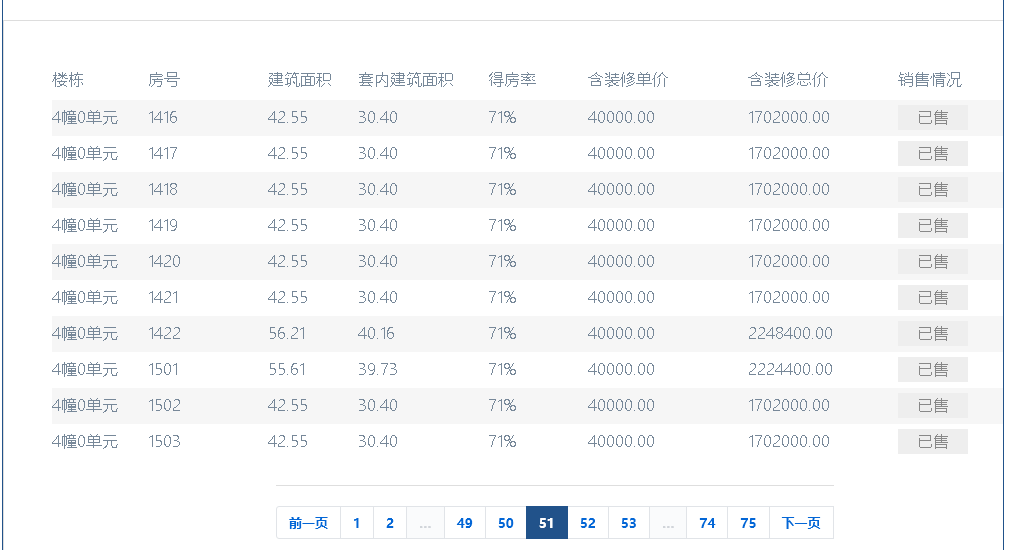 楼栋 房号 建筑面积 套内建筑面积 得房率 含装修单价 含装修总价 销售情况
4幢0单元 1416 42.55 30.40 71% 40000.00 1702000.00 已售
4幢0单元 1417 42.55 30.40 71% 40000.00 1702000.00 已售
4幢0单元 1418 42.55 30.40 71% 40000.00 1702000.00 已售
4幢0单元 1419 42.55 30.40 71% 40000.00 1702000.00 已售
4幢0单元 1420 42.55 30.40 71% 40000.00 1702000.00 已售
4幢0单元 1421 42.55 30.40 71% 40000.00 1702000.00 已售
4幢0单元 1422 56.21 40.16 71% 40000.00 2248400.00 已售
4幢0单元 1501 55.61 39.73 71% 40000.00 2224400.00 已售
4幢0单元 1502 42.55 30.40 71% 40000.00 1702000.00 已售
4幢0单元 1503 42.55 30.40 71% 40000.00 1702000.00 已售
前一页 1 2 ... 49 50 51 52 53 ... 74 75 下一页